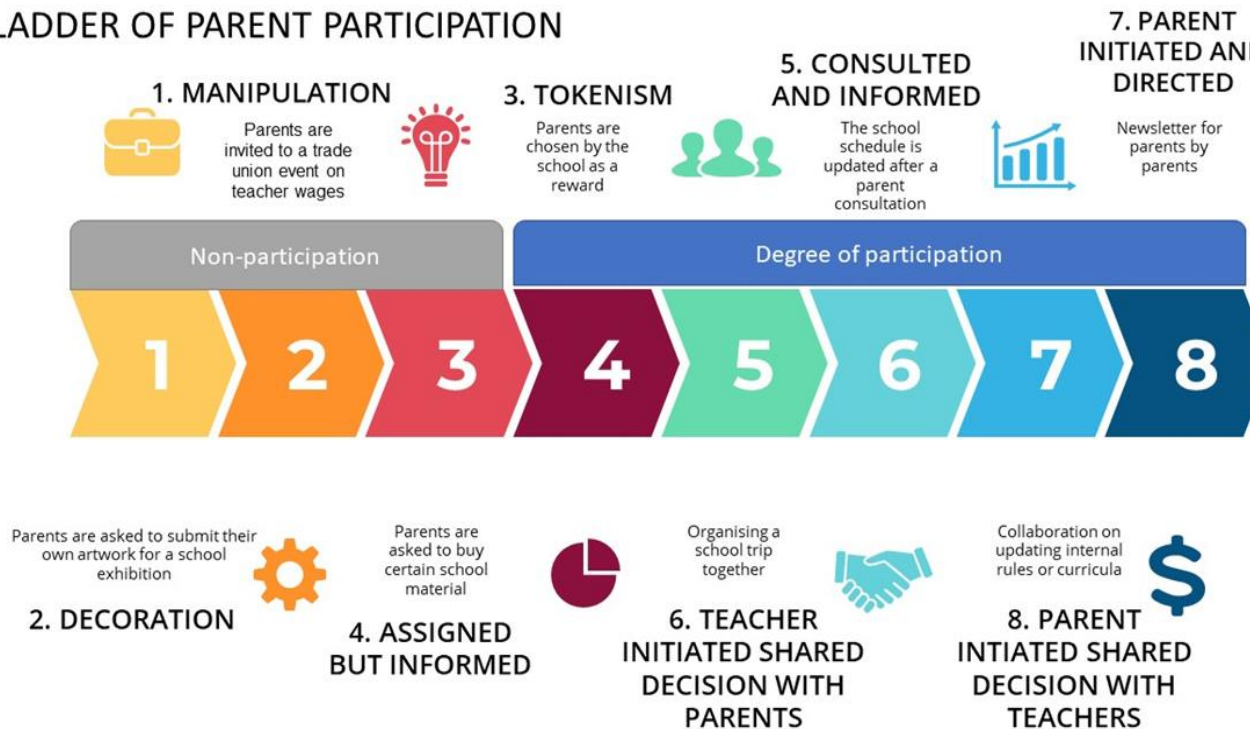 LADDER OF PARENT PARTICIPATION
1. MANIPULATION
Parents are
invited to a trade
union event on
teacher wages
3. TOKENISM
Parents are
chosen by the
school as a
reward
5. CONSULTED
AND INFORMED
The school
schedule is
updated after a
parent
consultation
7. PARENT
INITIATED AND
DIRECTED
Newsletter for
parents by
parents
Non-participation
Degree of participation
1 2 3 4 5 6 7 8
Parents are asked to submit their
own artwork for a school
exhibition
2. DECORATION
Parents are
asked to buy
certain school
material
4. ASSIGNED
BUT INFORMED
Organising a
school trip
together
6. TEACHER
INITIATED SHARED
DECISION WITH
PARENTS
Collaboration on
updating internal
rules or curricula
8. PARENT
INTIATED SHARED
DECISION WITH
TEACHERS